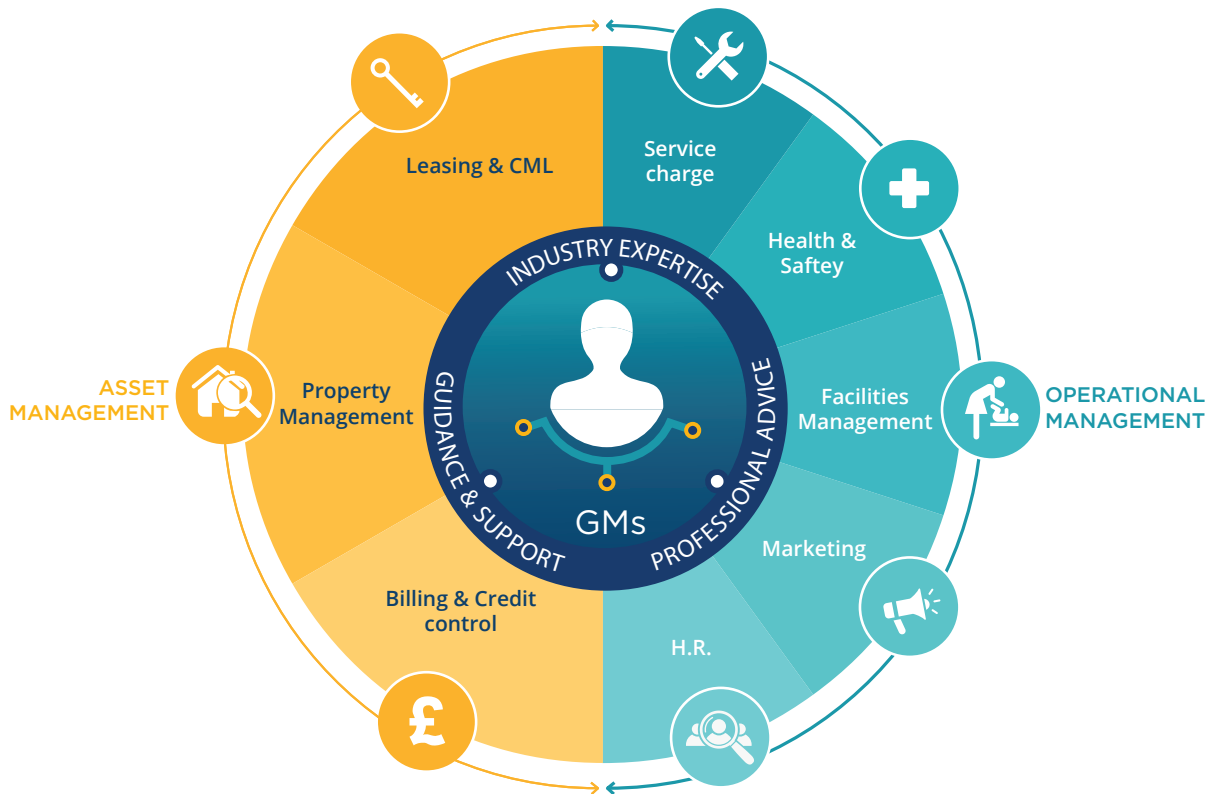 Leasing & CML
Service
charge
Health &
Saftey
INDUSTRY EXPERTISE
ASSET
MANAGEMENT
Property
Management
GUIDANCE & SUPPORT
PROFESSIONAL ADVICE
Facilities
Management
OPERATIONAL
MANAGEMENT
GMs
Marketing
Billing & Credit
control
£
H.R.